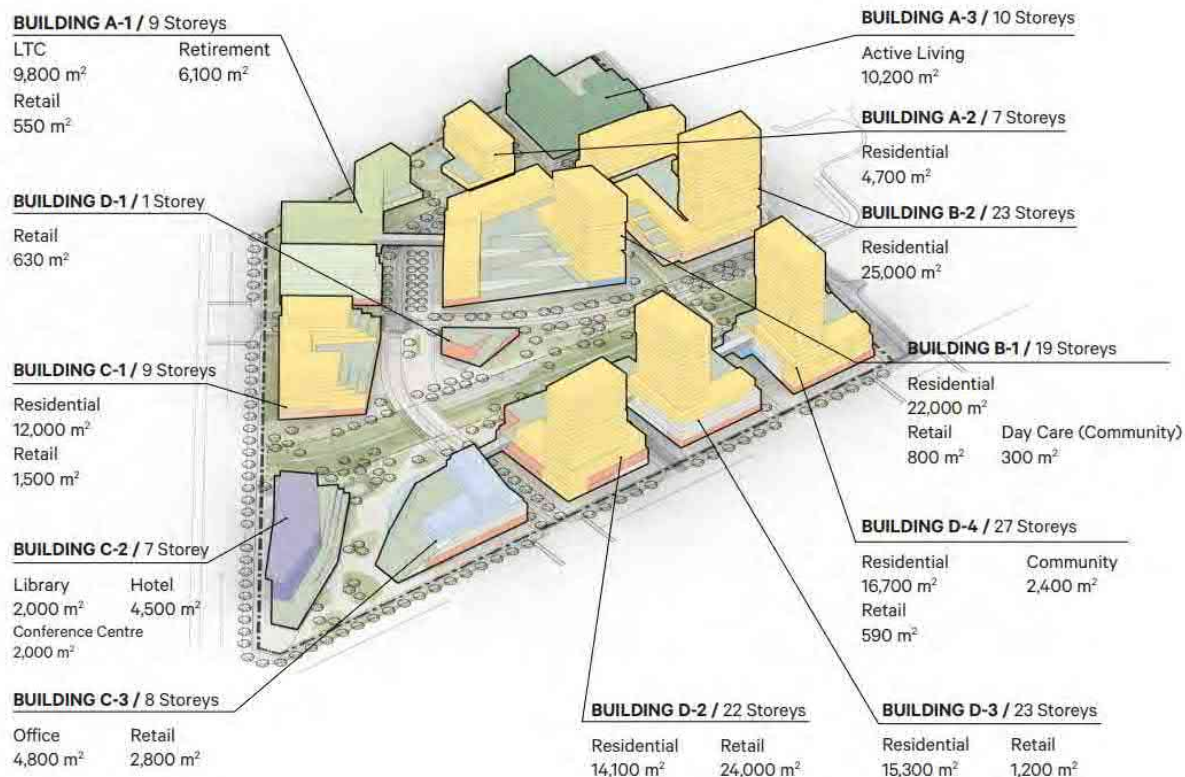 BUILDING A-1 / 9 Storeys
LTC Retirement
9,800 m² 6,100 m²
Retail
550 m²
BUILDING D-1 / 1 Storey
Retail
630 m²
BUILDING C-1 / 9 Storeys
Residential
12,000 m²
Retail
1,500 m²
BUILDING C-2 / 7 Storey
Library Hotel
2,000 m² 4,500 m²
Conference Centre
2,000 m²
BUILDING C-3 / 8 Storeys
Office Retail
4,800 m² 2,800 m²
BUILDING A-3 / 10 Storeys
Active Living
10,200 m²
BUILDING A-2 / 7 Storeys
Residential
4,700 m²
BUILDING B-2 / 23 Storeys
Residential
25,000 m²
BUILDING B-1 / 19 Storeys
Residential
22,000 m²
Retail Day Care (Community)
800 m² 300 m²
BUILDING D-4 / 27 Storeys
Residential Community
16,700 m² 2,400 m²
Retail
590 m²
BUILDING D-2 / 22 Storeys
Residential Retail
14,100 m² 24,000 m²
BUILDING D-3 / 23 Storeys
Residential Retail
15,300 m² 1,200 m²